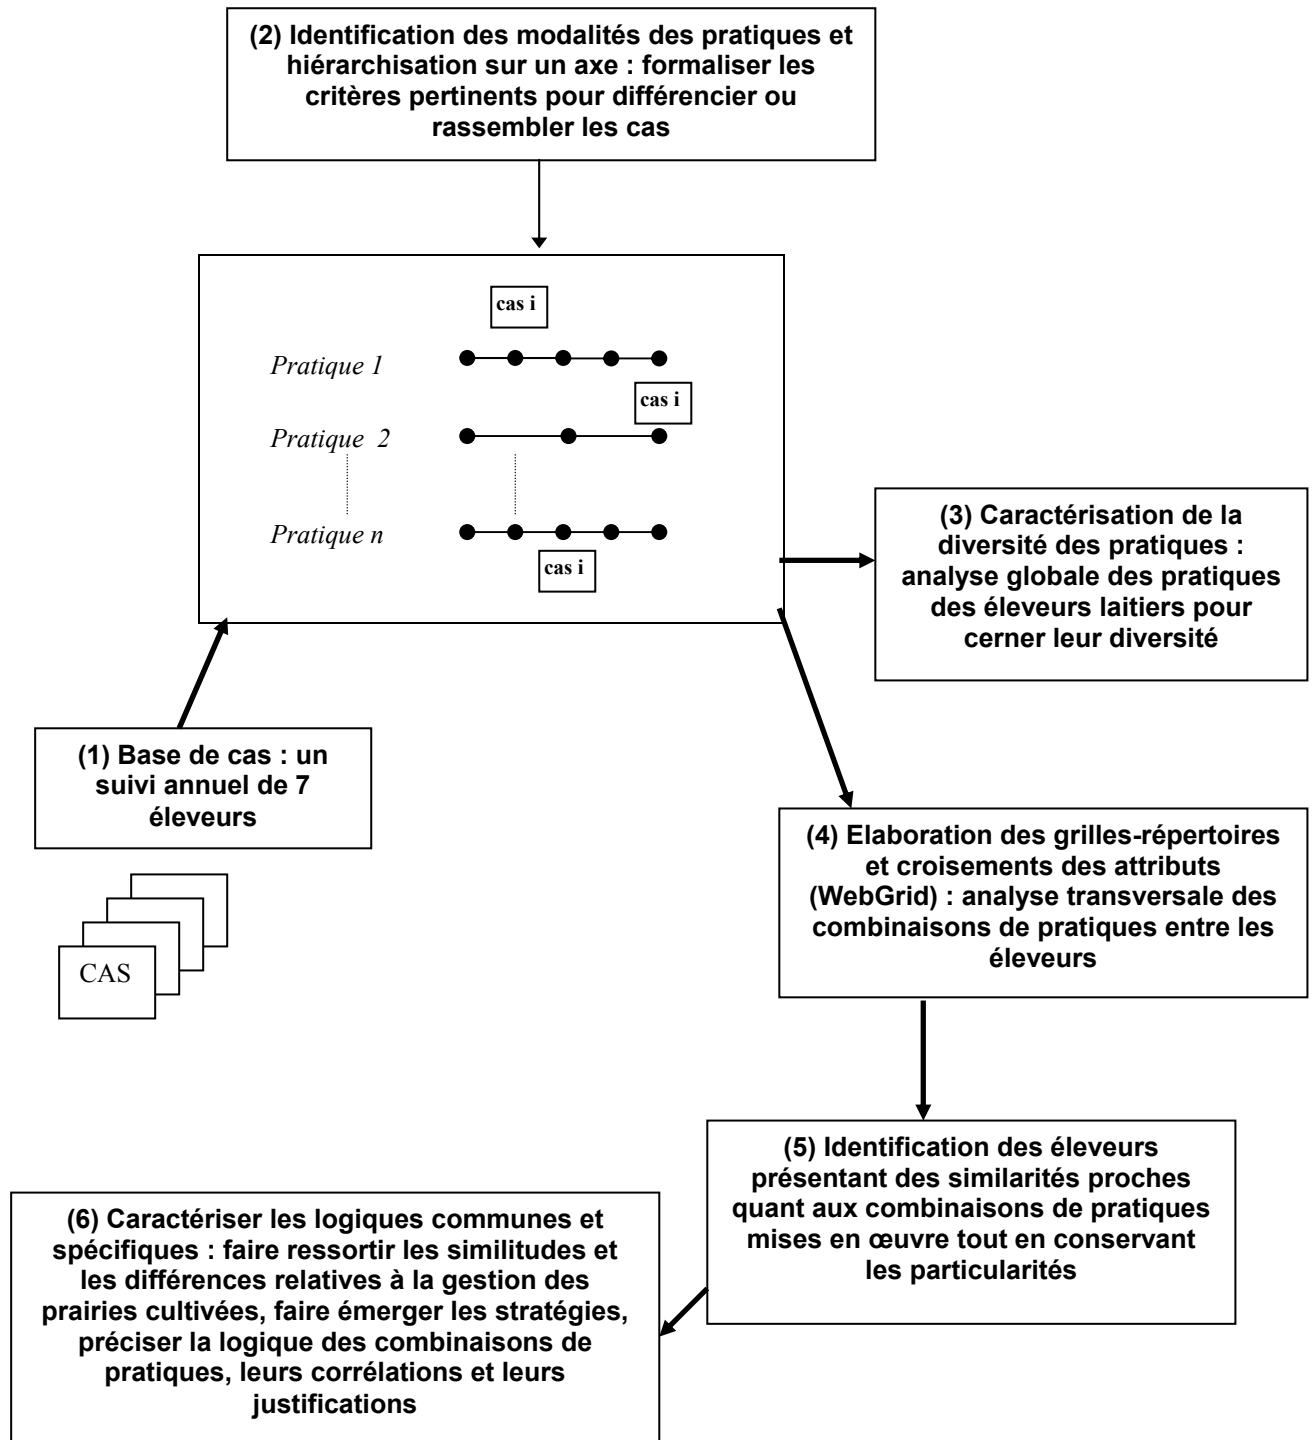 (2) Identification des modalités des pratiques et
hiérarchisation sur un axe : formaliser les
critères pertinents pour différencier ou
rassembler les cas
cas i
Pratique 1
cas i
Pratique 2
Pratique n
cas i
(3) Caractérisation de la
diversité des pratiques :
analyse globale des pratiques
des éleveurs laitiers pour
cerner leur diversité
(1) Base de cas : un
suivi annuel de 7
éleveurs
CAS
(4) Elaboration des grilles-répertoires
et croisements des attributs
(WebGrid) : analyse transversale des
combinaisons de pratiques entre les
éleveurs
(5) Identification des éleveurs
présentant des similarités proches
quant aux combinaisons de pratiques
mises en œuvre tout en conservant
les particularités
(6) Caractériser les logiques communes et
spécifiques : faire ressortir les similitudes et
les différences relatives à la gestion des
prairies cultivées, faire émerger les stratégies,
préciser la logique des combinaisons de
pratiques, leurs corrélations et leurs
justifications